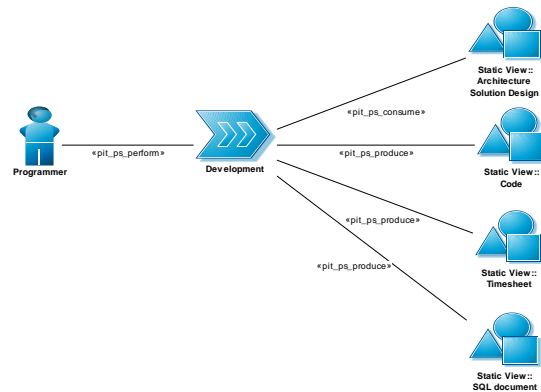 Static View::
Architecture
Solution Design
«pit_ps_consume»
«pit_ps_perform»
«pit_ps_produce»
Programmer
Development
Static View::
Code
«pit_ps_produce»
«pit_ps_produce»
Static View::
Timesheet
Static View::
SQL document